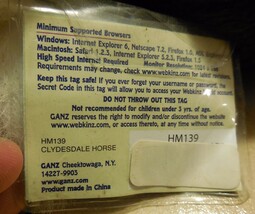 Minimum Supported Browsers
Windows: Internet Explorer 6, Netscape 7.2, Firefox 1.0,
Macintosh: Safari 1.2.3, Internet Explorer 5.2.3, Firefox 1.5
High Speed Internet Required Monitor
Requirements may change, check www.webkinz.com
Keep this tag safe! If you ever forget your username or password, the
Secret Code in this tag will allow you to access your account.
DO NOT THROW OUT THIS TAG
Not recommended for children under 3 yrs. of age.
GANZ reserves the right to modify and/or disable www.webkinz.com,
or access thereto, at any time without notice.
HM139
CLYDESDALE HORSE
HM139
GANZ Cheektowaga, N.Y.
14227-9903
www.ganz.com
Product made in China